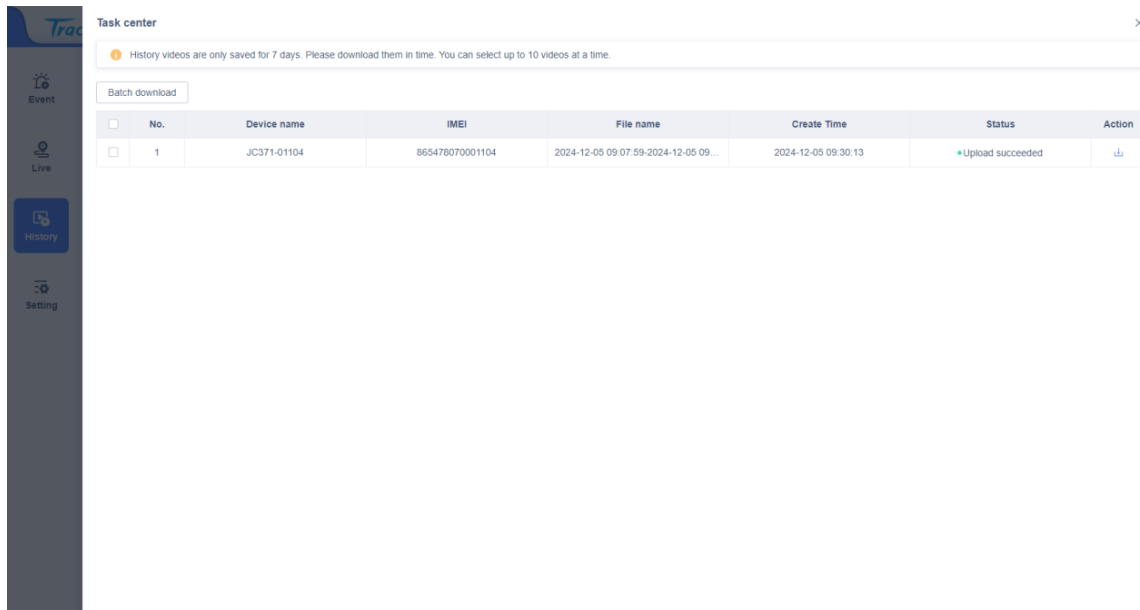 Trac
Task center
History videos are only saved for 7 days. Please download them in time. You can select up to 10 videos at a time.
Batch download
No. Device name IMEI File name Create Time Status Action
1 JC371-01104 865478070001104 2024-12-05 09:07:59-2024-12-05 09... 2024-12-05 09:30:13 Upload succeeded
Event
Live
History
Setting